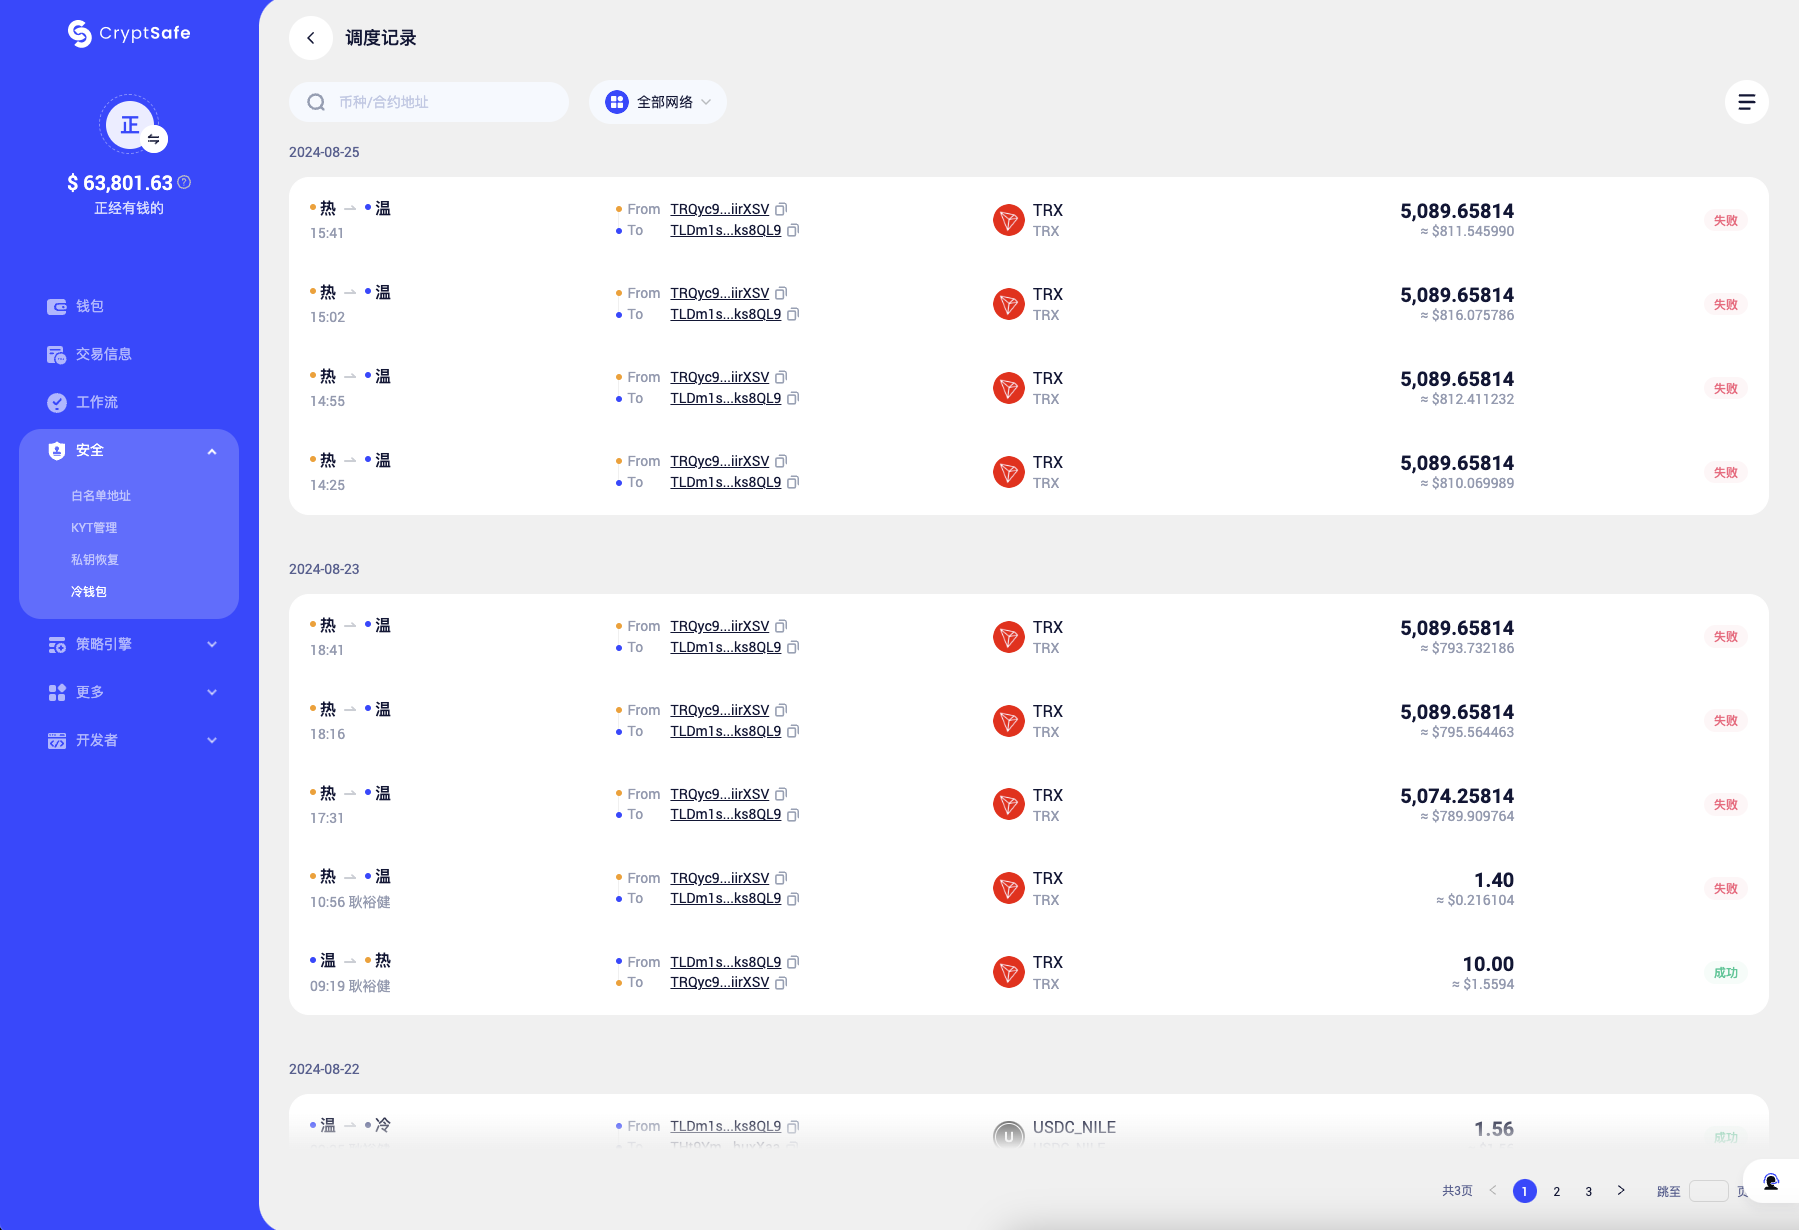 CryptSafe
正
$ 63,801.63
正经有钱的
钱包
交易信息
工作流
安全
白名单地址
KYT管理
私钥恢复
冷钱包
策略引擎
更多
开发者
调度记录
币种/合约地址
全部网络
2024-08-25
热 → 温
15:41
From TRQyc9...iirXSV
To TLDm1s...ks8QL9
TRX
TRX
5,089.65814
≈ $811.545990
失败
热 → 温
15:02
From TRQyc9...iirXSV
To TLDm1s...ks8QL9
TRX
TRX
5,089.65814
≈ $816.075786
失败
热 → 温
14:55
From TRQyc9...iirXSV
To TLDm1s...ks8QL9
TRX
TRX
5,089.65814
≈ $812.411232
失败
热 → 温
14:25
From TRQyc9...iirXSV
To TLDm1s...ks8QL9
TRX
TRX
5,089.65814
≈ $810.069989
失败
2024-08-23
热 → 温
18:41
From TRQyc9...iirXSV
To TLDm1s...ks8QL9
TRX
TRX
5,089.65814
≈ $793.732186
失败
热 → 温
18:16
From TRQyc9...iirXSV
To TLDm1s...ks8QL9
TRX
TRX
5,089.65814
≈ $795.564463
失败
热 → 温
17:31
From TRQyc9...iirXSV
To TLDm1s...ks8QL9
TRX
TRX
5,074.25814
≈ $789.909764
失败
热 → 温
10:56 耿裕健
From TRQyc9...iirXSV
To TLDm1s...ks8QL9
TRX
TRX
1.40
≈ $0.216104
失败
温 → 热
09:19 耿裕健
From TLDm1s...ks8QL9
To TRQyc9...iirXSV
TRX
TRX
10.00
≈ $1.5594
成功
2024-08-22
温 → 冷
From TLDm1s...ks8QL9
To
U
USDC_NILE
USDC_NILE
1.56
成功
共3页 1 2 3 跳至 页